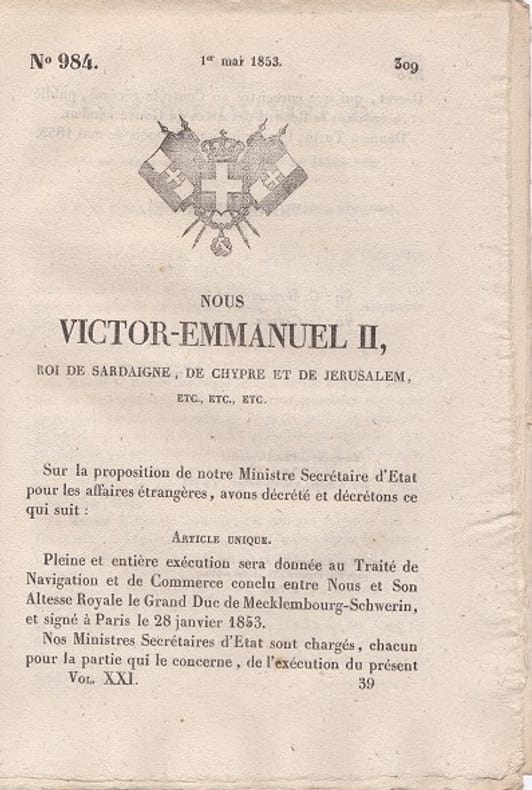 No 984.
1er mai 1853.
309
NOUS
VICTOR-EMMANUEL II,
ROI DE SARDAIGNE, DE CHYPRE ET DE JERUSALEM,
ETC., ETC., ETC.
Sur la proposition de notre Ministre Secrétaire d'Etat
pour les affaires étrangères, avons décrété et décrétons ce
qui suit :
ARTICLE UNIQUE.
Pleine et entière exécution sera donnée au Traité de
Navigation et de Commerce conclu entre Nous et Son
Altesse Royale le Grand Duc de Mecklembourg-Schwerin,
et signé à Paris le 28 janvier 1853.
Nos Ministres Secrétaires d'Etat sont chargés, chacun
pour la partie qui le concerne, de l'exécution du présent
VOL. XXI.
39